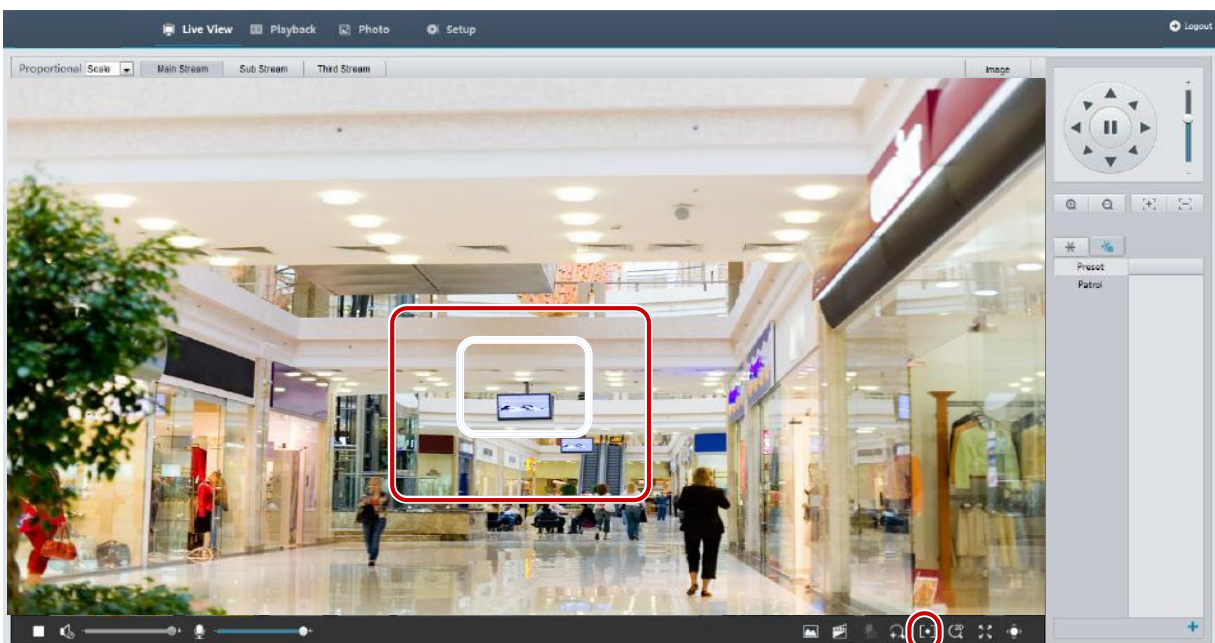 Live View Playback Photo Setup Logout
Proportional Scale Main Stream Sub Stream Third Stream Image
Preset
Patrol